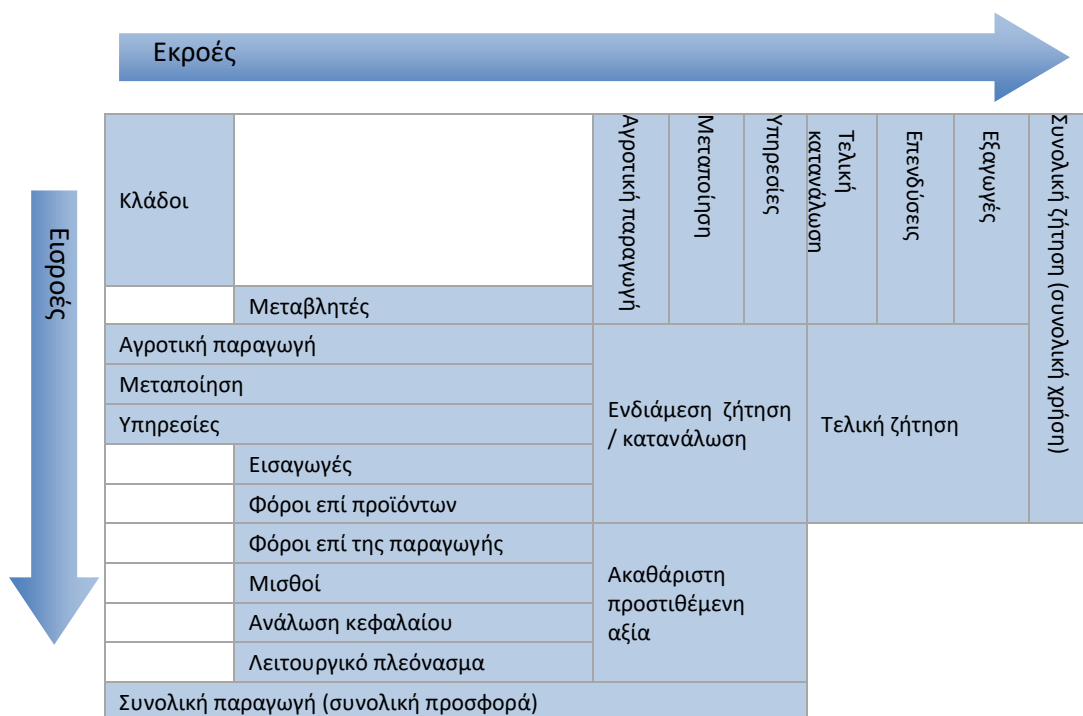 Εκροές
Εισροές
Κλάδοι
Αγροτική παραγωγή
Μεταποίηση
Υπηρεσίες
Τελική
κατανάλωση
Επενδύσεις
Εξαγωγές
Συνολική ζήτηση (συνολική χρήση)
Μεταβλητές
Αγροτική παραγωγή
Μεταποίηση
Υπηρεσίες
Ενδιάμεση ζήτηση
/ κατανάλωση
Τελική ζήτηση
Εισαγωγές
Φόροι επί προϊόντων
Φόροι επί της παραγωγής
Μισθοί
Ανάλωση κεφαλαίου
Λειτουργικό πλεόνασμα
Ακαθάριστη
προστιθέμενη
αξία
Συνολική παραγωγή (συνολική προσφορά)